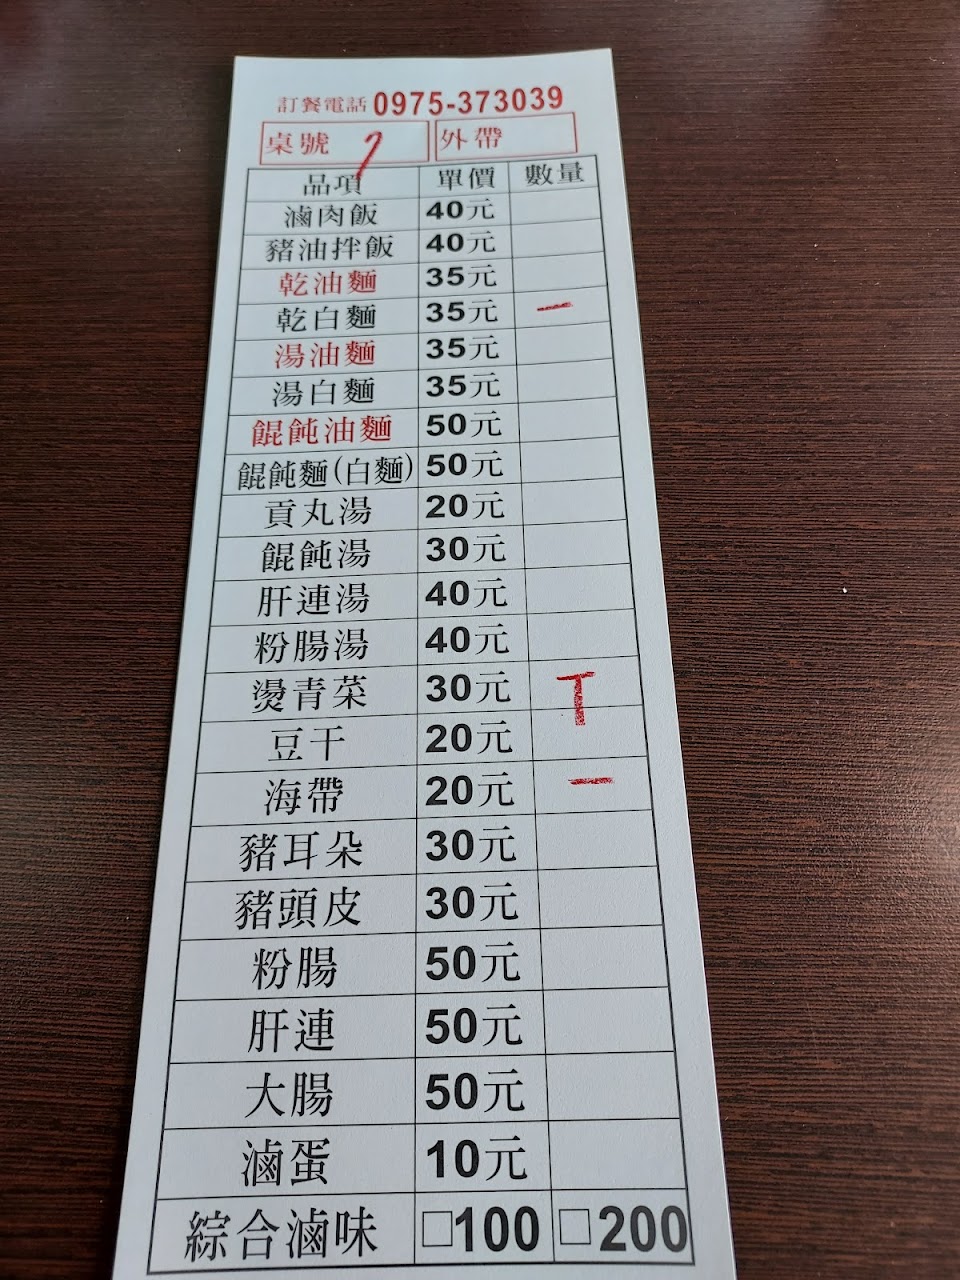 訂餐電話 0975-373039
桌號 7 外帶
品項 單價 數量
滷肉飯 40元
豬油拌飯 40元
乾油麵 35元
乾白麵 35元 一
湯油麵 35元
湯白麵 35元
餛飩油麵 50元
餛飩麵(白麵) 50元
貢丸湯 20元
餛飩湯 30元
肝連湯 40元
粉腸湯 40元
燙青菜 30元 T
豆干 20元
海帶 20元 一
豬耳朵 30元
豬頭皮 30元
粉腸 50元
肝連 50元
大腸 50元
滷蛋 10元
綜合滷味 □100 □200